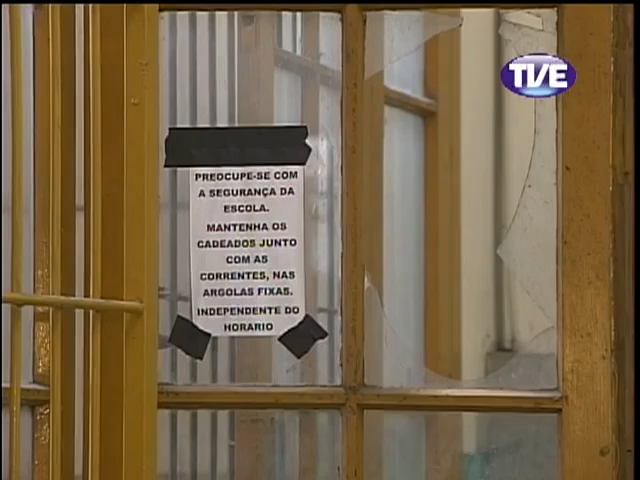 TVE
PREOCUPE-SE COM
A SEGURANÇA DA
ESCOLA.
MANTENHA OS
CADEADOS JUNTO
COM AS
CORRENTES, NAS
ARGOLAS FIXAS.
INDEPENDENTE DO
HORARIO